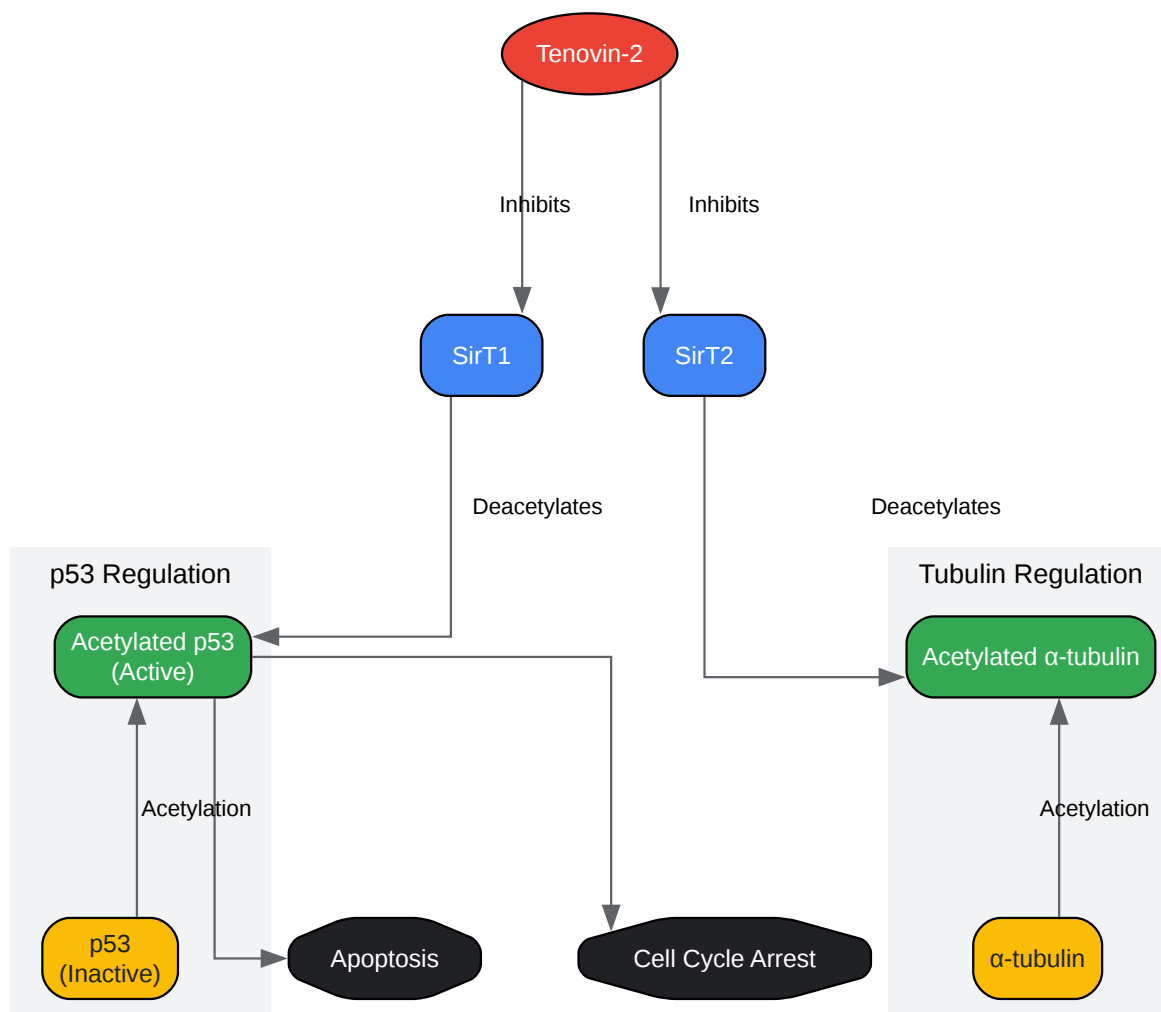 Tenovin-2
Inhibits
Inhibits
SirT1
SirT2
Deacetylates
Deacetylates
p53 Regulation
Tubulin Regulation
Acetylated p53
(Active)
Acetylated α-tubulin
Acetylation
Acetylation
p53
(Inactive)
Apoptosis
Cell Cycle Arrest
α-tubulin